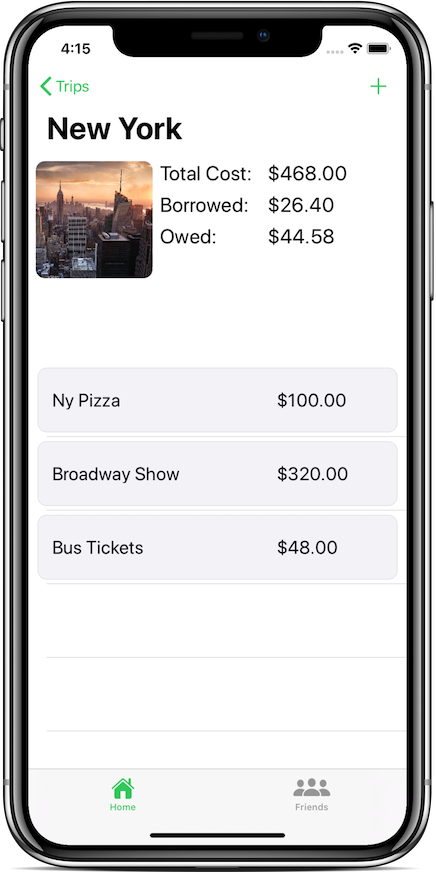 4:15
Trips +
New York
Total Cost: $468.00
Borrowed: $26.40
Owed: $44.58
Ny Pizza $100.00
Broadway Show $320.00
Bus Tickets $48.00
Home Friends